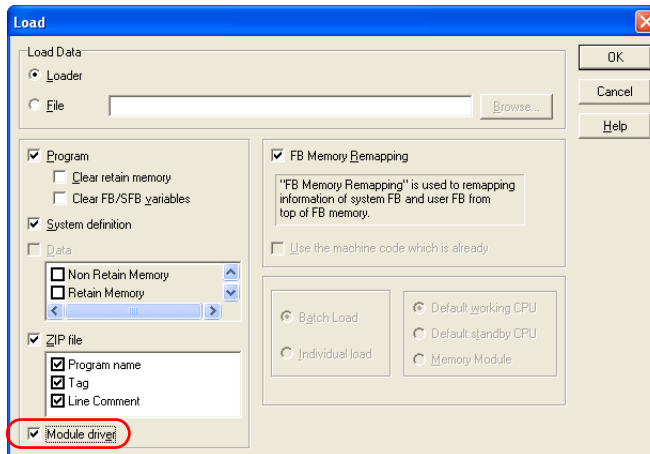 Load
Load Data
Loader
File
Browse...
OK
Cancel
Help
Program
Clear retain memory
Clear FB/SFB variables
System definition
Data
Non Retain Memory
Retain Memory
ZIP file
Program name
Tag
Line Comment
Module driver
FB Memory Remapping
"FB Memory Remapping" is used to remapping
information of system FB and user FB from
top of FB memory.
Use the machine code which is already
Batch Load
Individual load
Default working CPU
Default standby CPU
Memory Module